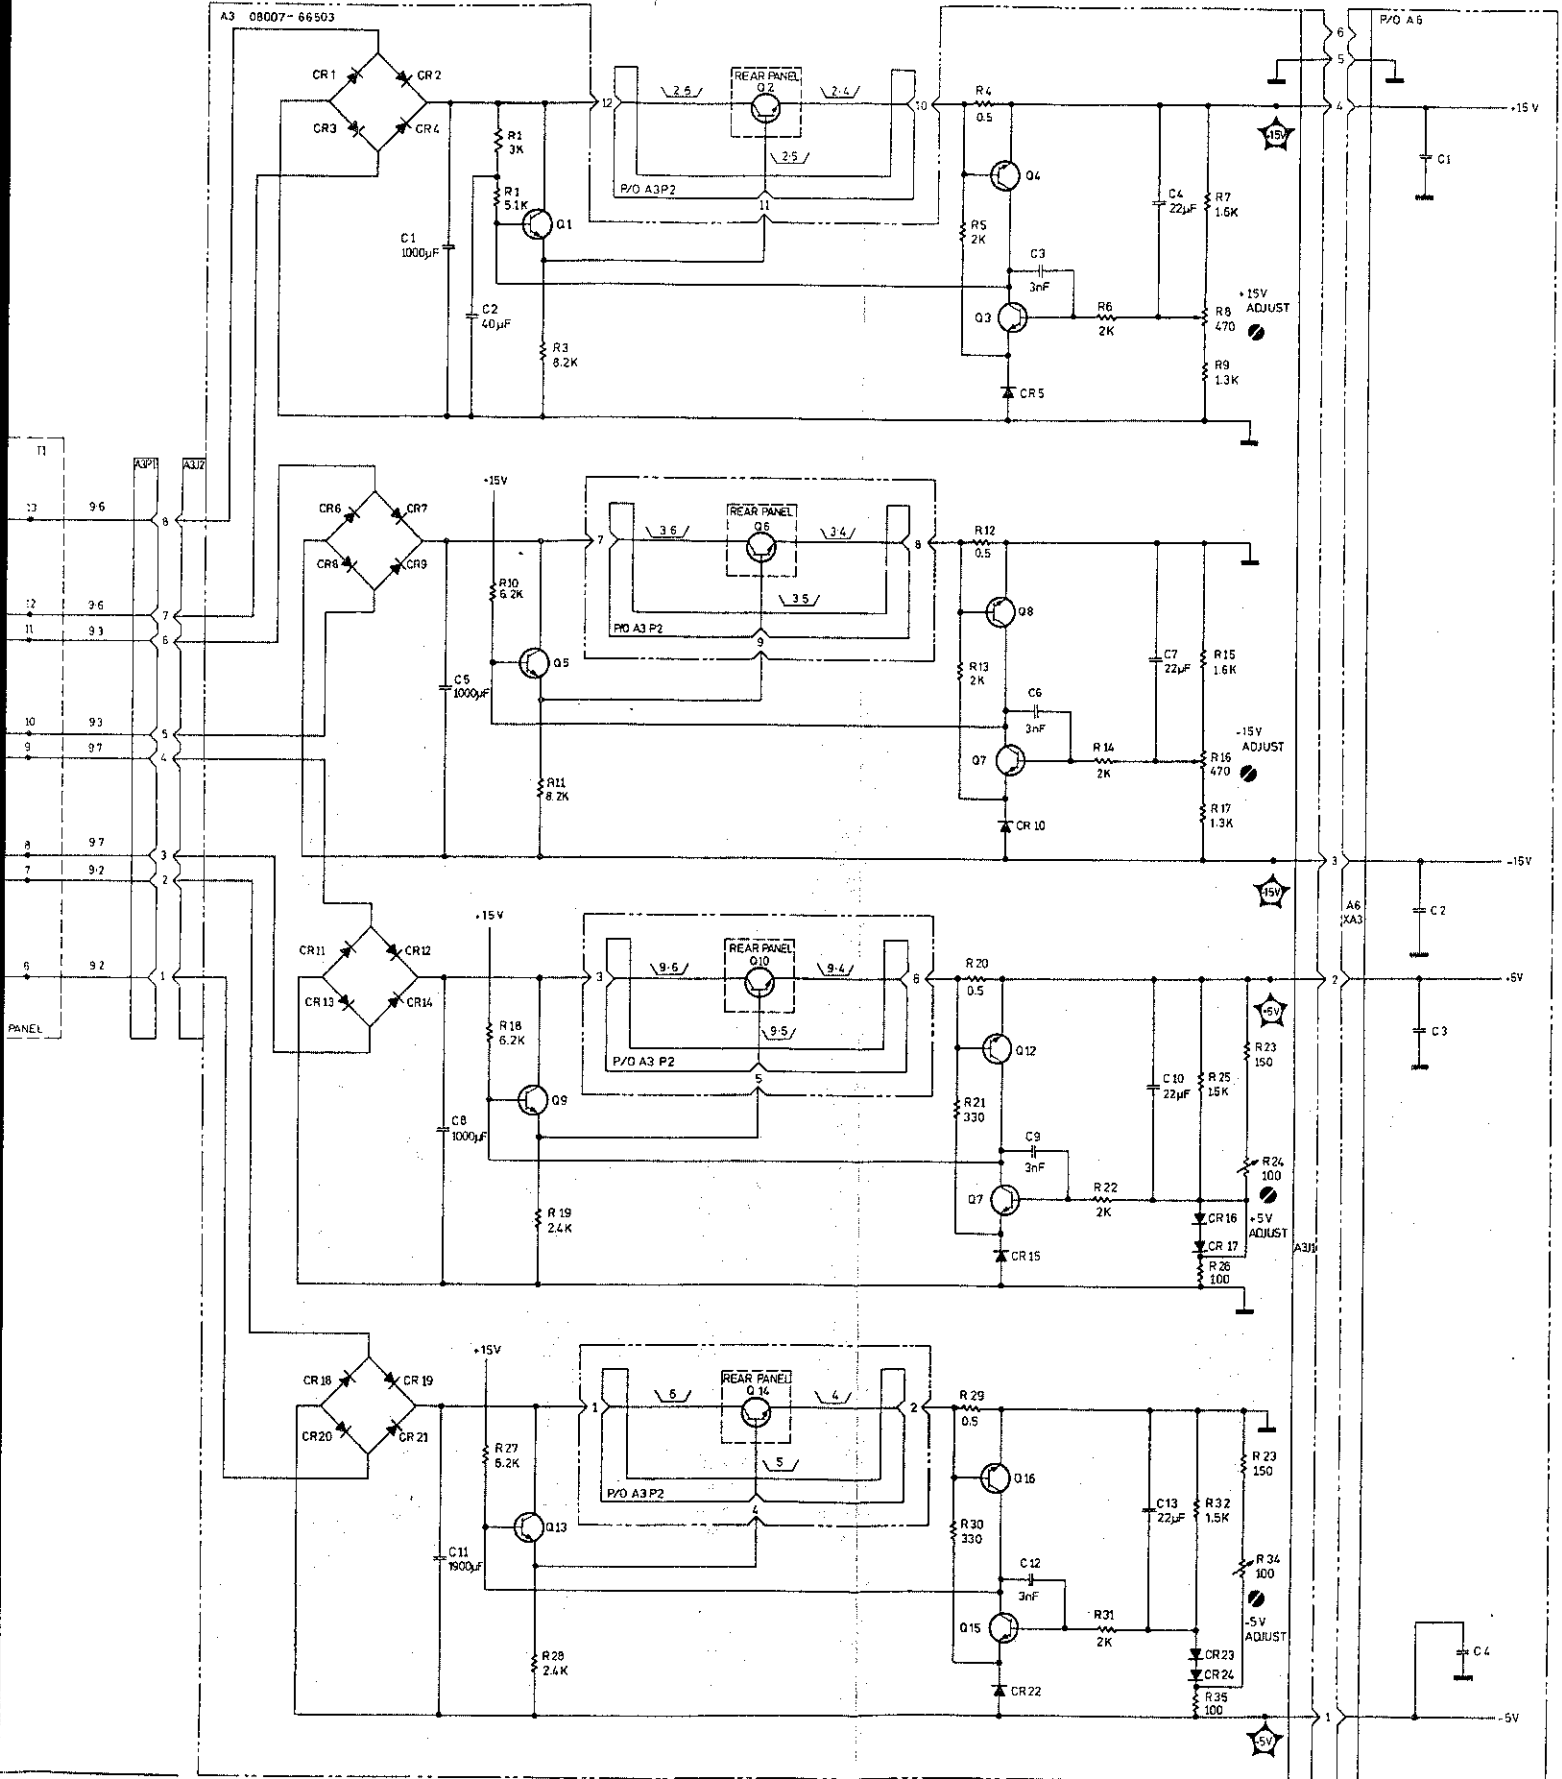 A3 08007-66503
P/O A6
CR1
CR2
CR3
CR4
R1
3K
R1
5.1K
Q1
C1
1000µF
C2
40µF
R3
8.2K
12
2·5
REAR PANEL
Q2
2·4
10
2·5
P/O A3P2
11
R4
0.5
Q4
R5
2K
C3
3nF
Q3
R6
2K
CR5
C4
22µF
R7
1.6K
+15V
ADJUST
R8
470
R9
1.3K
+15V
6
5
4
+15V
C1
T1
A3P1
A3J2
13
9·6
8
12
9·6
7
11
9·3
6
10
9·3
5
9
9·7
4
8
9·7
3
7
9·2
2
6
9·2
1
PANEL
CR6
CR7
CR8
CR9
+15V
R10
6.2K
Q5
C5
1000µF
R11
8.2K
7
3·6
REAR PANEL
Q6
3·4
8
3·5
P/O A3 P2
9
R12
0.5
Q8
R13
2K
C6
3nF
Q7
R14
2K
CR10
C7
22µF
R15
1.6K
-15V
ADJUST
R16
470
R17
1.3K
-15V
3
-15V
A6
XA3
C2
CR11
CR12
CR13
CR14
+15V
R18
6.2K
Q9
C8
1000µF
R19
2.4K
3
9·6
REAR PANEL
Q10
9·4
6
9·5
P/O A3 P2
5
R20
0.5
Q12
R21
330
C9
3nF
Q7
R22
2K
CR15
C10
22µF
R25
1.5K
R23
150
R24
100
CR16
+5V
ADJUST
CR17
R26
100
+5V
2
C3
A3J1
CR18
CR19
CR20
CR21
+15V
R27
6.2K
Q13
C11
1900µF
R28
2.4K
1
6
REAR PANEL
Q14
4
2
5
P/O A3 P2
4
R29
0.5
Q16
R30
330
C12
3nF
Q15
R31
2K
CR22
C13
22µF
R32
1.5K
R23
150
R34
100
-5V
ADJUST
CR23
CR24
R35
100
-5V
1
-5V
C4